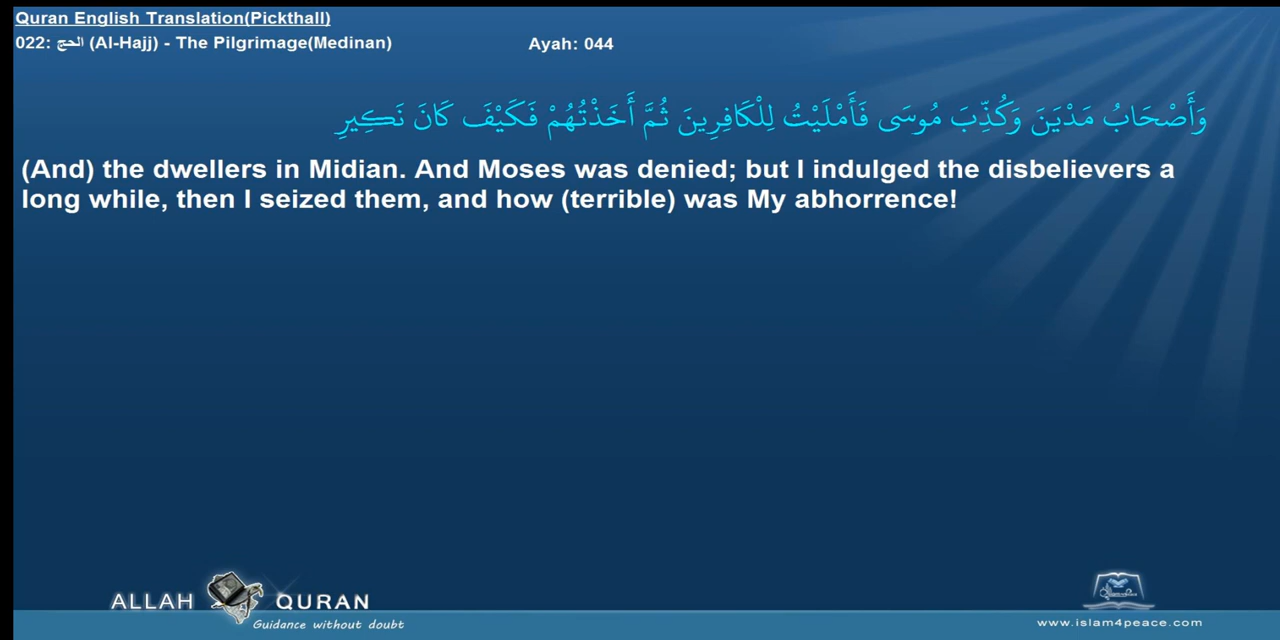 Quran English Translation(Pickthall)
022: الحج (Al-Hajj) - The Pilgrimage(Medinan) Ayah: 044
وَأَصْحَابُ مَدْيَنَ وَكُذِّبَ مُوسَى فَأَمْلَيْتُ لِلْكَافِرِينَ ثُمَّ أَخَذْتُهُمْ فَكَيْفَ كَانَ نَكِيرِ
(And) the dwellers in Midian. And Moses was denied; but I indulged the disbelievers a
long while, then I seized them, and how (terrible) was My abhorrence!
ALLAH QURAN
Guidance without doubt
www.islam4peace.com